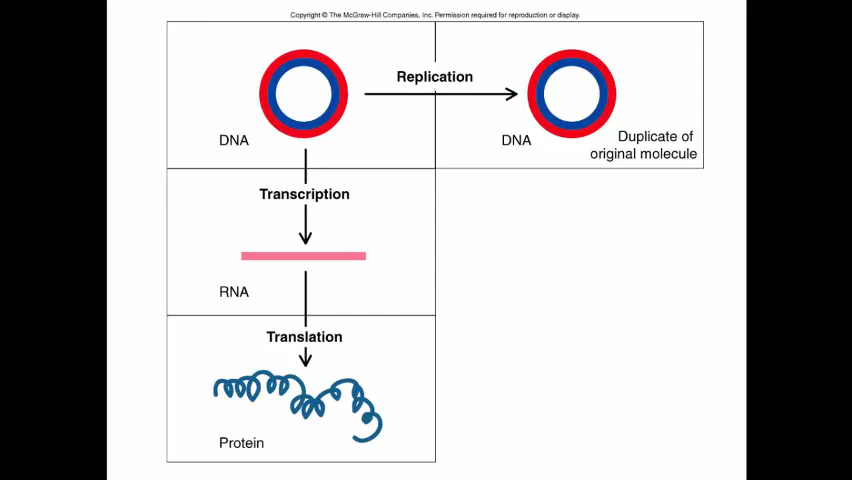 Copyright © The McGraw-Hill Companies, Inc. Permission required for reproduction or display.
Replication
DNA
DNA
Duplicate of
original molecule
Transcription
RNA
Translation
Protein